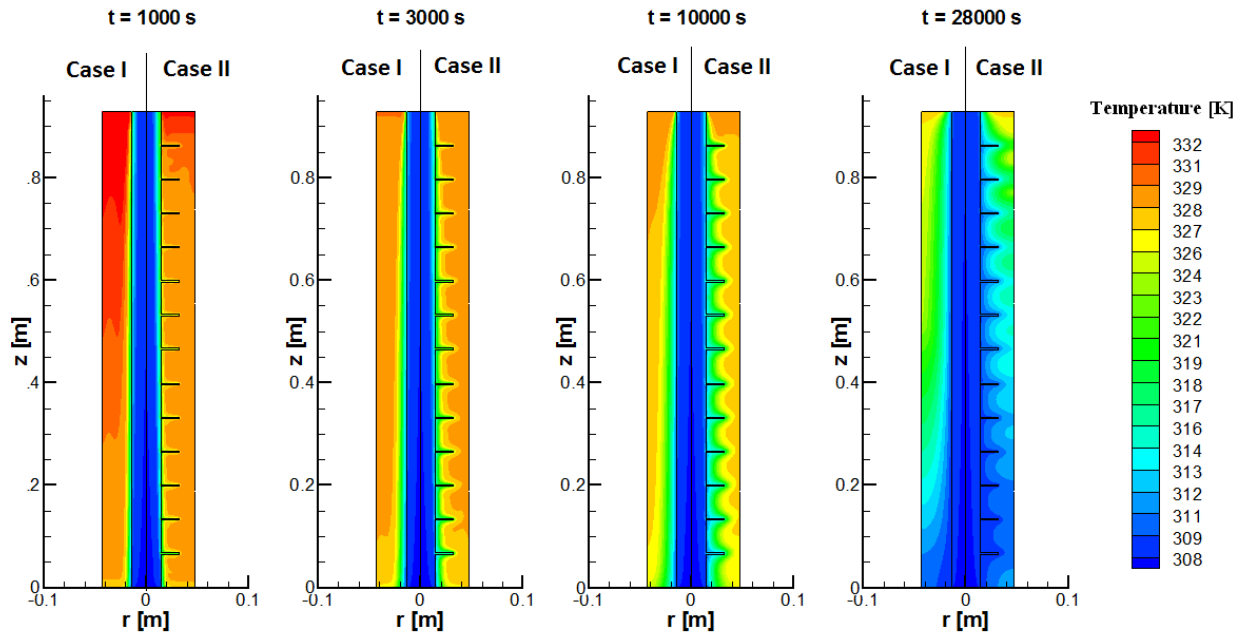 t = 1000 s
t = 3000 s
t = 10000 s
t = 28000 s
Case I
Case II
Case I
Case II
Case I
Case II
Case I
Case II
Temperature [K]
332
331
329
328
327
326
324
323
322
321
319
318
317
316
313
312
311
309
308
.8
.6
.4
.2
0
z [m]
-0.1
0
0.1
r [m]
0.8
0.6
0.4
0.2
0
z [m]
-0.1
0
0.1
r [m]
0.8
0.6
0.4
0.2
0
z [m]
-0.1
0
0.1
r [m]
0.8
0.6
0.4
0.2
0
z [m]
-0.1
0
0.1
r [m]